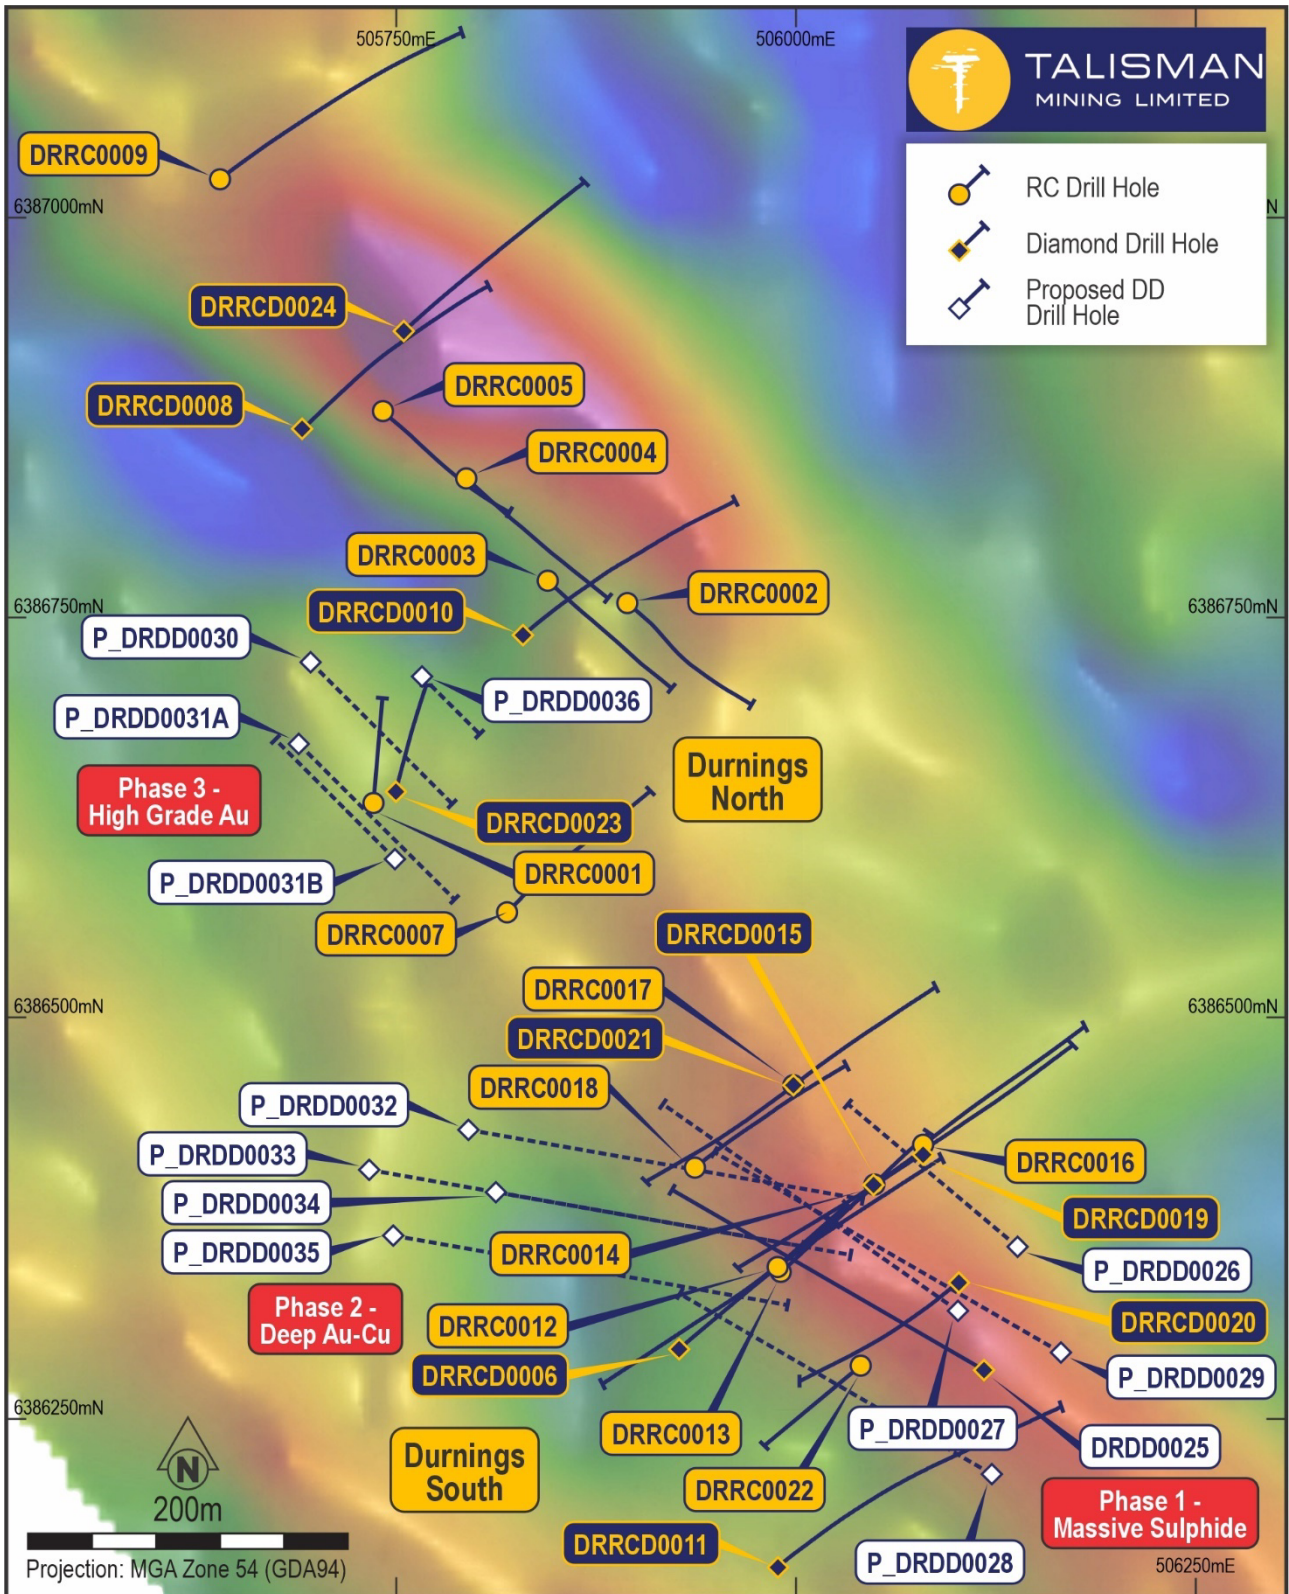 505750mE
506000mE
TALISMAN
MINING LIMITED
DRRC0009
RC Drill Hole
6387000mN
N
Diamond Drill Hole
Proposed DD
Drill Hole
DRRCD0024
DRRC0005
DRRCD0008
DRRC0004
DRRC0003
DRRC0002
DRRCD0010
6386750mN
6386750mN
P_DRDD0030
P_DRDD0036
P_DRDD0031A
Durnings
North
Phase 3 -
High Grade Au
DRRCD0023
DRRC0001
P_DRDD0031B
DRRC0007
DRRCD0015
DRRC0017
6386500mN
6386500mN
DRRCD0021
DRRC0018
P_DRDD0032
P_DRDD0033
DRRC0016
P_DRDD0034
DRRCD0019
P_DRDD0035
DRRC0014
P_DRDD0026
Phase 2 -
Deep Au-Cu
DRRC0012
DRRCD0020
DRRCD0006
P_DRDD0029
6386250mN
DRRC0013
P_DRDD0027
DRDD0025
Durnings
South
DRRC0022
N
200m
Phase 1 -
Massive Sulphide
DRRCD0011
P_DRDD0028
Projection: MGA Zone 54 (GDA94)
506250mE